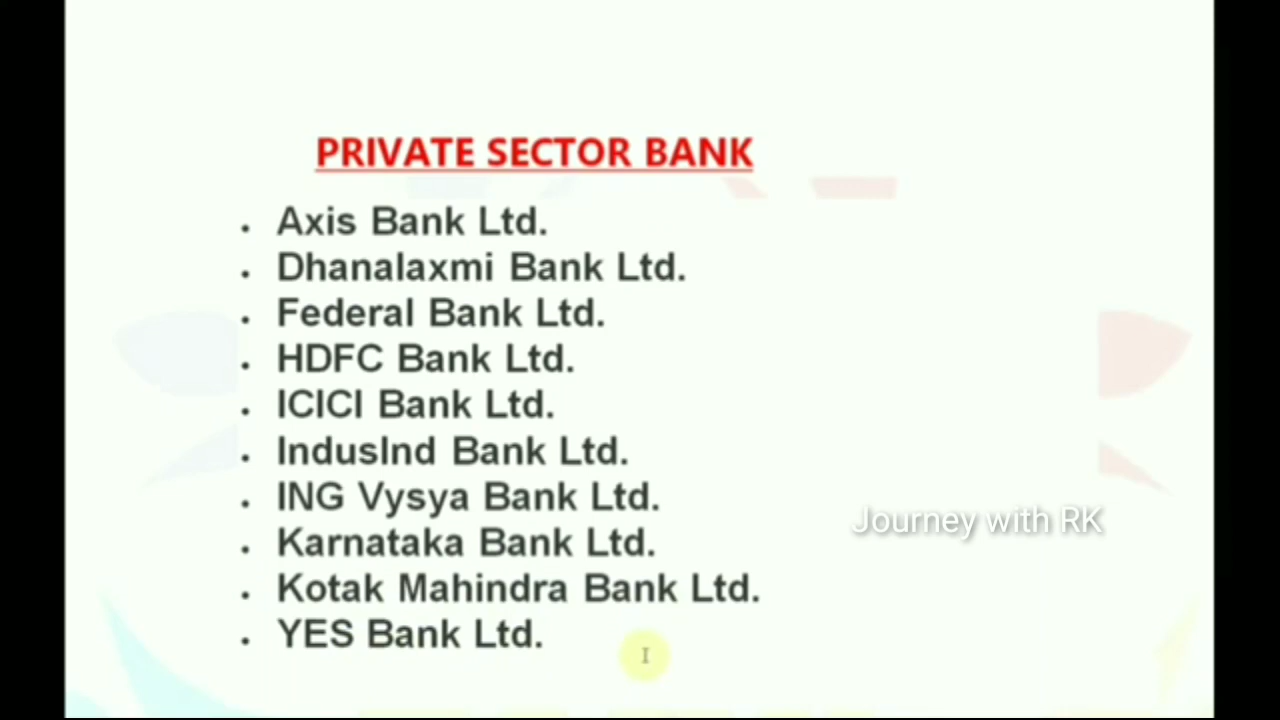 PRIVATE SECTOR BANK
• Axis Bank Ltd.
• Dhanalaxmi Bank Ltd.
• Federal Bank Ltd.
• HDFC Bank Ltd.
• ICICI Bank Ltd.
• IndusInd Bank Ltd.
• ING Vysya Bank Ltd.
Journey with RK
• Karnataka Bank Ltd.
• Kotak Mahindra Bank Ltd.
• YES Bank Ltd.